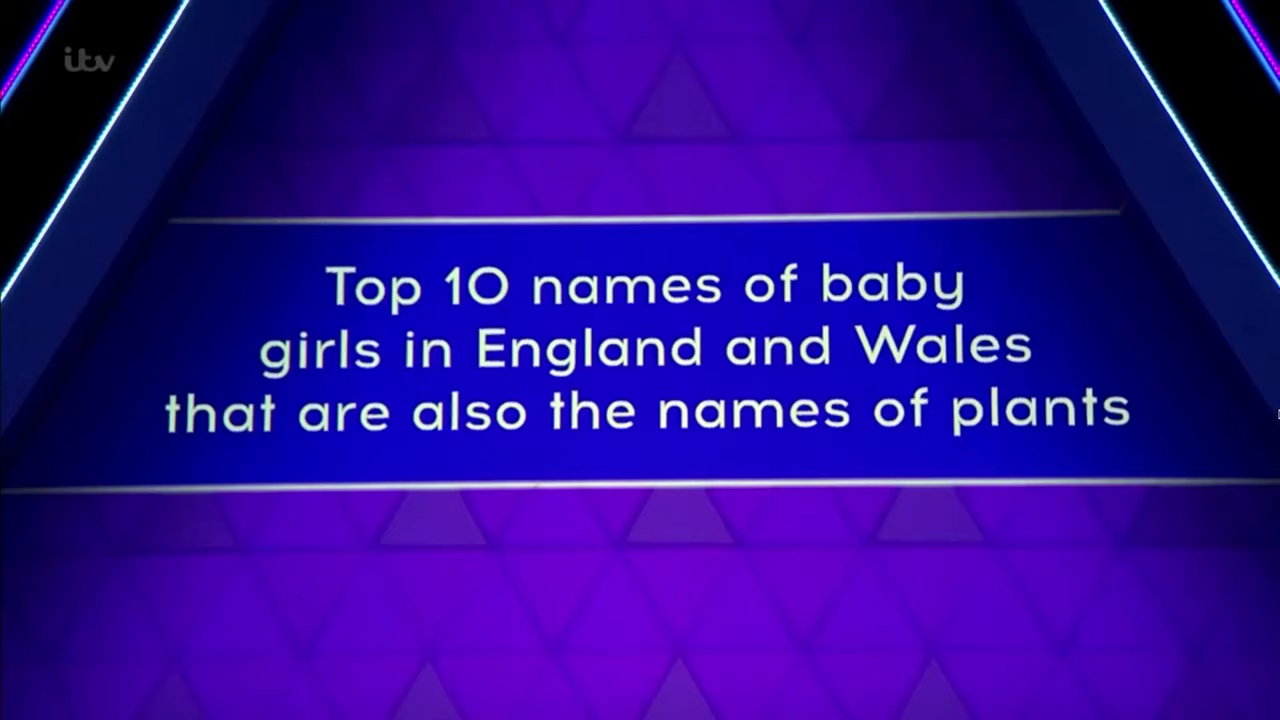 itv
Top 10 names of baby
girls in England and Wales
that are also the names of plants